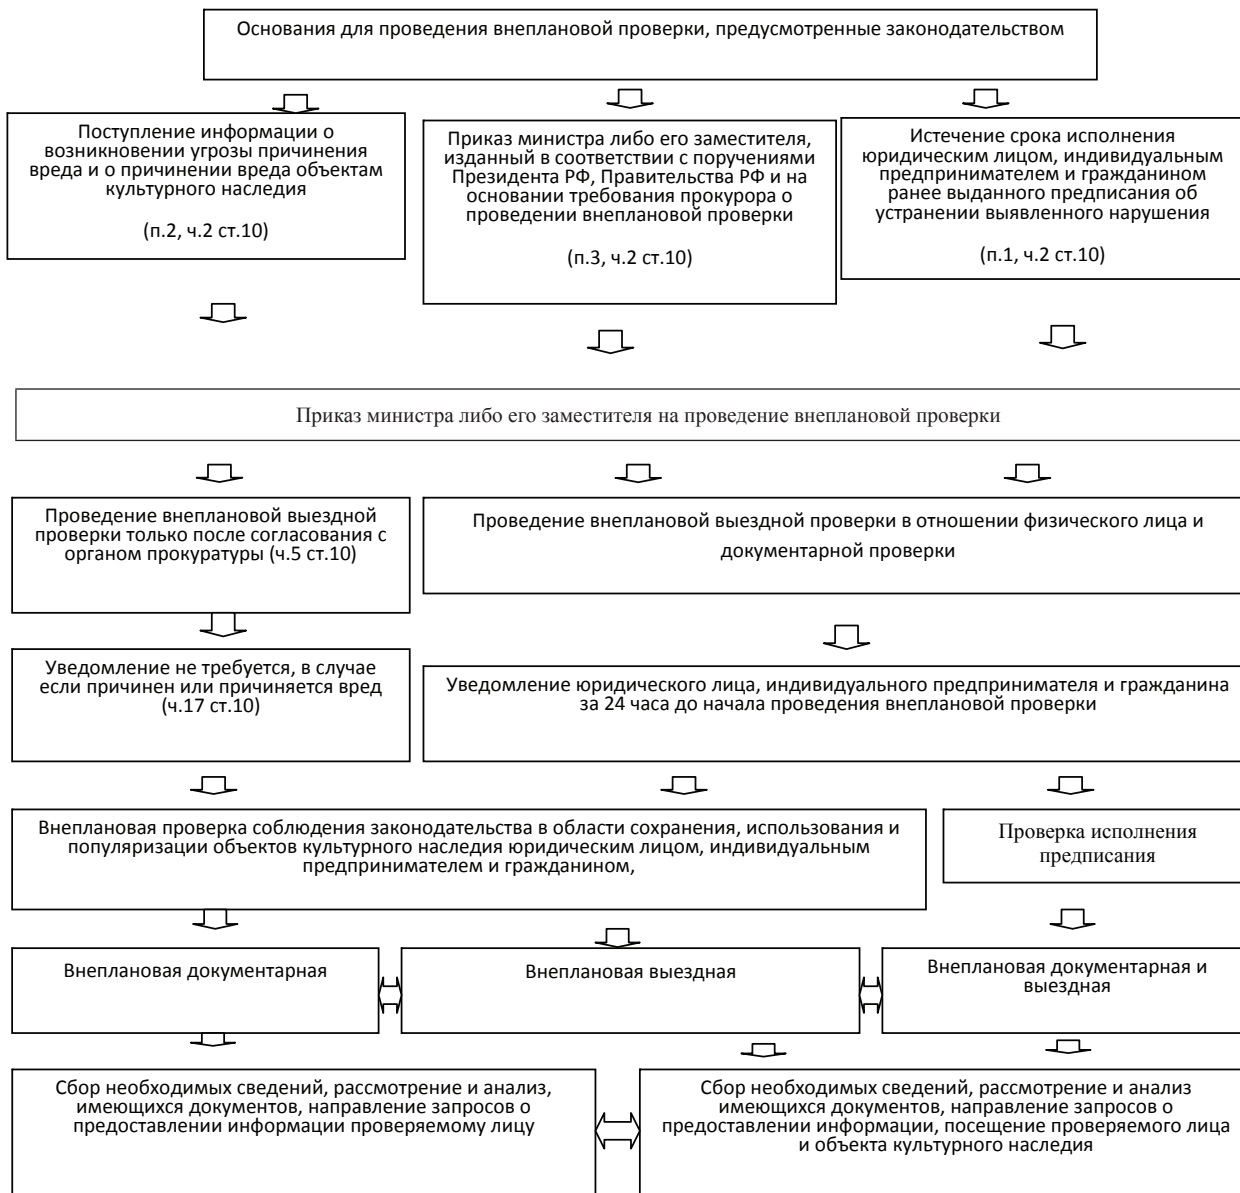 Основания для проведения внеплановой проверки, предусмотренные законодательством
Поступление информации о
возникновении угрозы причинения
вреда и о причинении вреда объектам
культурного наследия
(п.2, ч.2 ст.10)
Приказ министра либо его заместителя,
изданный в соответствии с поручениями
Президента РФ, Правительства РФ и на
основании требования прокурора о
проведении внеплановой проверки
(п.3, ч.2 ст.10)
Истечение срока исполнения
юридическим лицом, индивидуальным
предпринимателем и гражданином
ранее выданного предписания об
устранении выявленного нарушения
(п.1, ч.2 ст.10)
Приказ министра либо его заместителя на проведение внеплановой проверки
Проведение внеплановой выездной
проверки только после согласования с
органом прокуратуры (ч.5 ст.10)
Проведение внеплановой выездной проверки в отношении физического лица и
документарной проверки
Уведомление не требуется, в случае
если причинен или причиняется вред
(ч.17 ст.10)
Уведомление юридического лица, индивидуального предпринимателя и гражданина
за 24 часа до начала проведения внеплановой проверки
Внеплановая проверка соблюдения законодательства в области сохранения, использования и
популяризации объектов культурного наследия юридическим лицом, индивидуальным
предпринимателем и гражданином,
Проверка исполнения
предписания
Внеплановая документарная
Внеплановая выездная
Внеплановая документарная и
выездная
Сбор необходимых сведений, рассмотрение и анализ,
имеющихся документов, направление запросов о
предоставлении информации проверяемому лицу
Сбор необходимых сведений, рассмотрение и анализ
имеющихся документов, направление запросов о
предоставлении информации, посещение проверяемого лица
и объекта культурного наследия